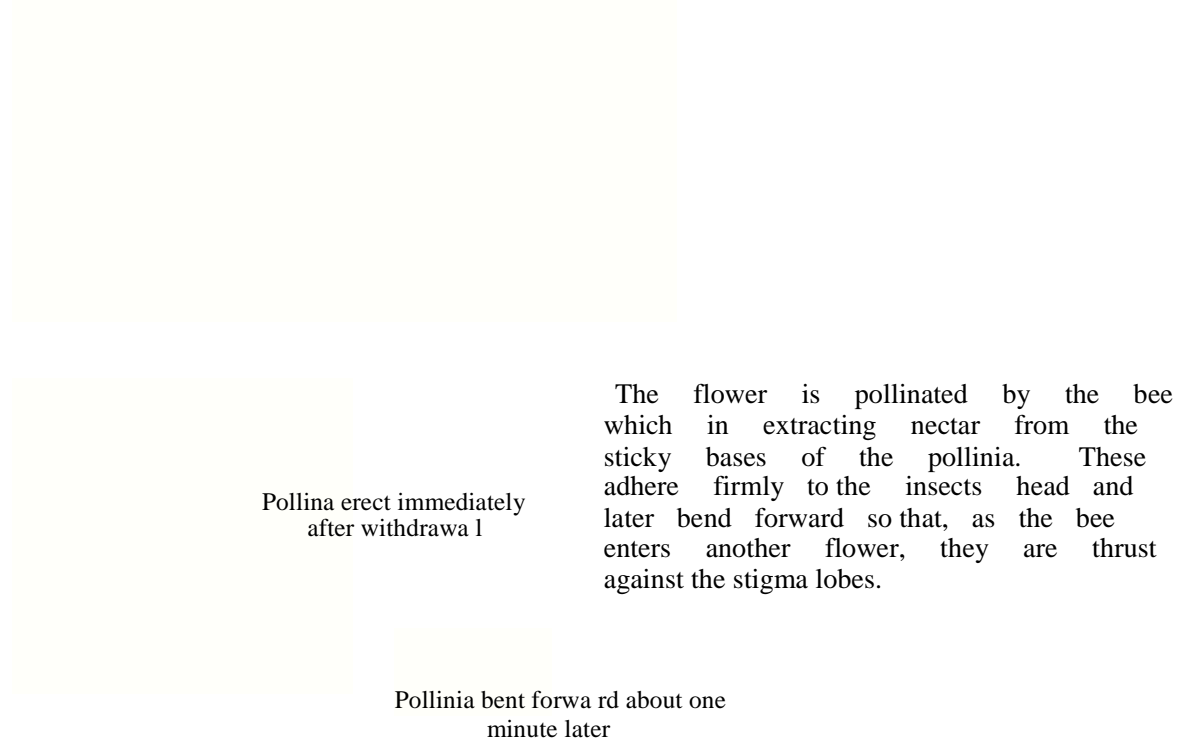 The flower is pollinated by the bee
which in extracting nectar from the
sticky bases of the pollinia. These
adhere firmly to the insects head and
later bend forward so that, as the bee
enters another flower, they are thrust
against the stigma lobes.
Pollina erect immediately
after withdrawa l
Pollinia bent forwa rd about one
minute later